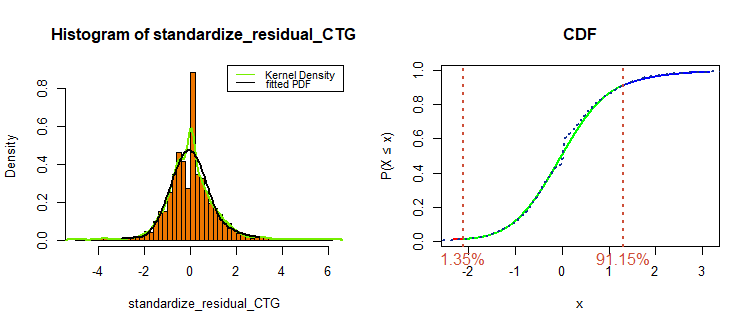 Histogram of standardize_residual_CTG
Density
0.0 0.2 0.4 0.6 0.8
Kernel Density
fitted PDF
-4 -2 0 2 4 6
standardize_residual_CTG
CDF
P(X ≤ x)
0.0 0.2 0.4 0.6 0.8 1.0
1.35%
91.15%
-2 -1 0 1 2 3
x